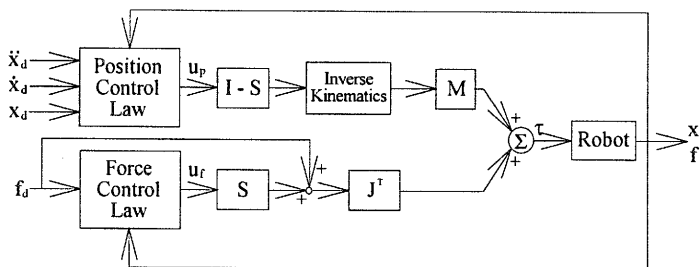 ẍd
ẋd
xd
Position
Control
Law
up
I - S
Inverse
Kinematics
M
+
Σ
+
τ
Robot
x
f
fd
Force
Control
Law
uf
S
+
+
Jᵀ